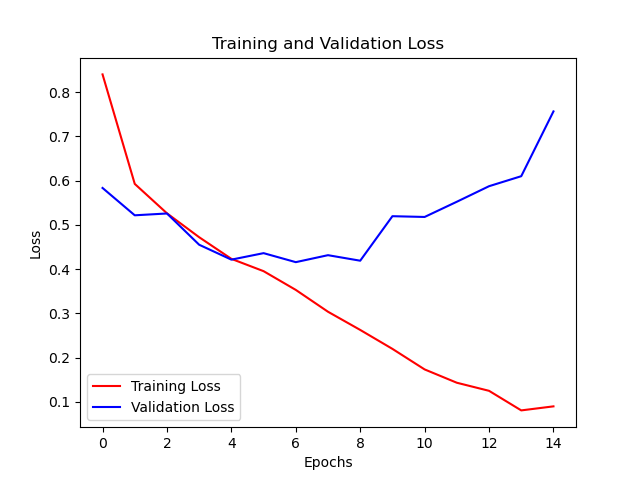 Training and Validation Loss
Loss
0.8
0.7
0.6
0.5
0.4
0.3
0.2
0.1
Training Loss
Validation Loss
0 2 4 6 8 10 12 14
Epochs